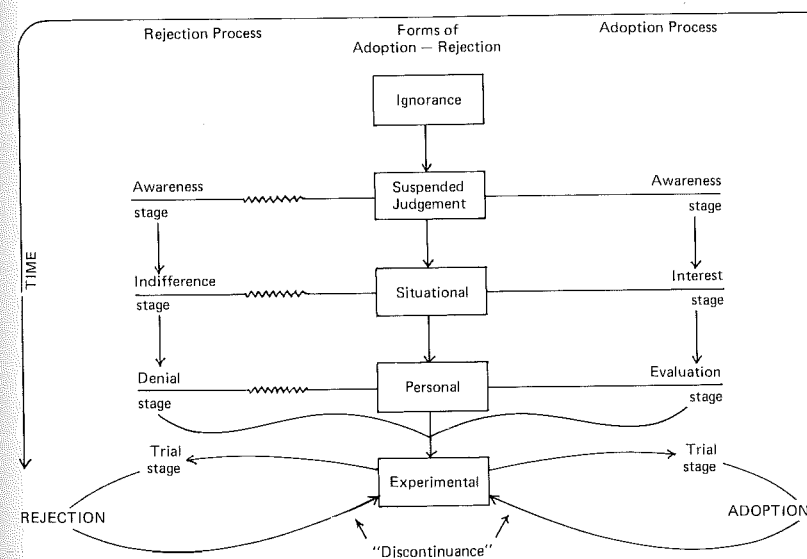 Rejection Process
Forms of
Adoption – Rejection
Adoption Process
Ignorance
Awareness
stage
Suspended
Judgement
Awareness
stage
TIME
Indifference
stage
Situational
Interest
stage
Denial
stage
Personal
Evaluation
stage
Trial
stage
Experimental
Trial
stage
REJECTION
ADOPTION
"Discontinuance"